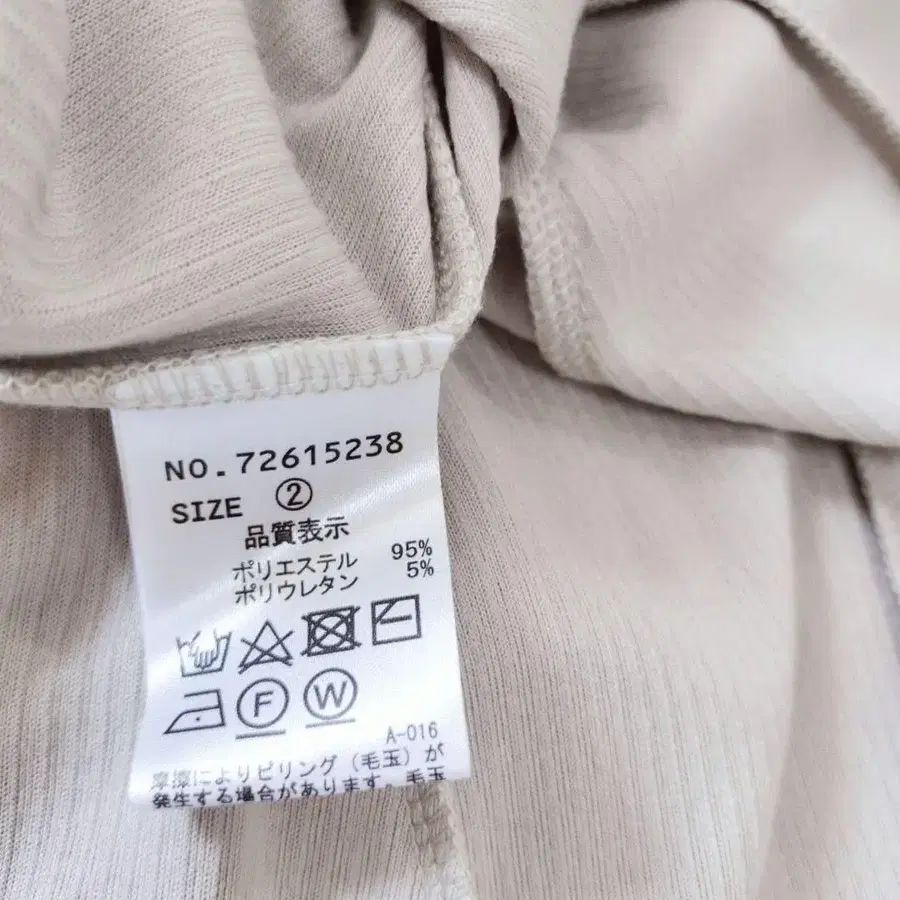 NO.72615238
SIZE ②
品質表示
ポリエステル 95%
ポリウレタン 5%
F W
A-016
摩擦によりピリング(毛玉)が
発生する場合があります。毛玉